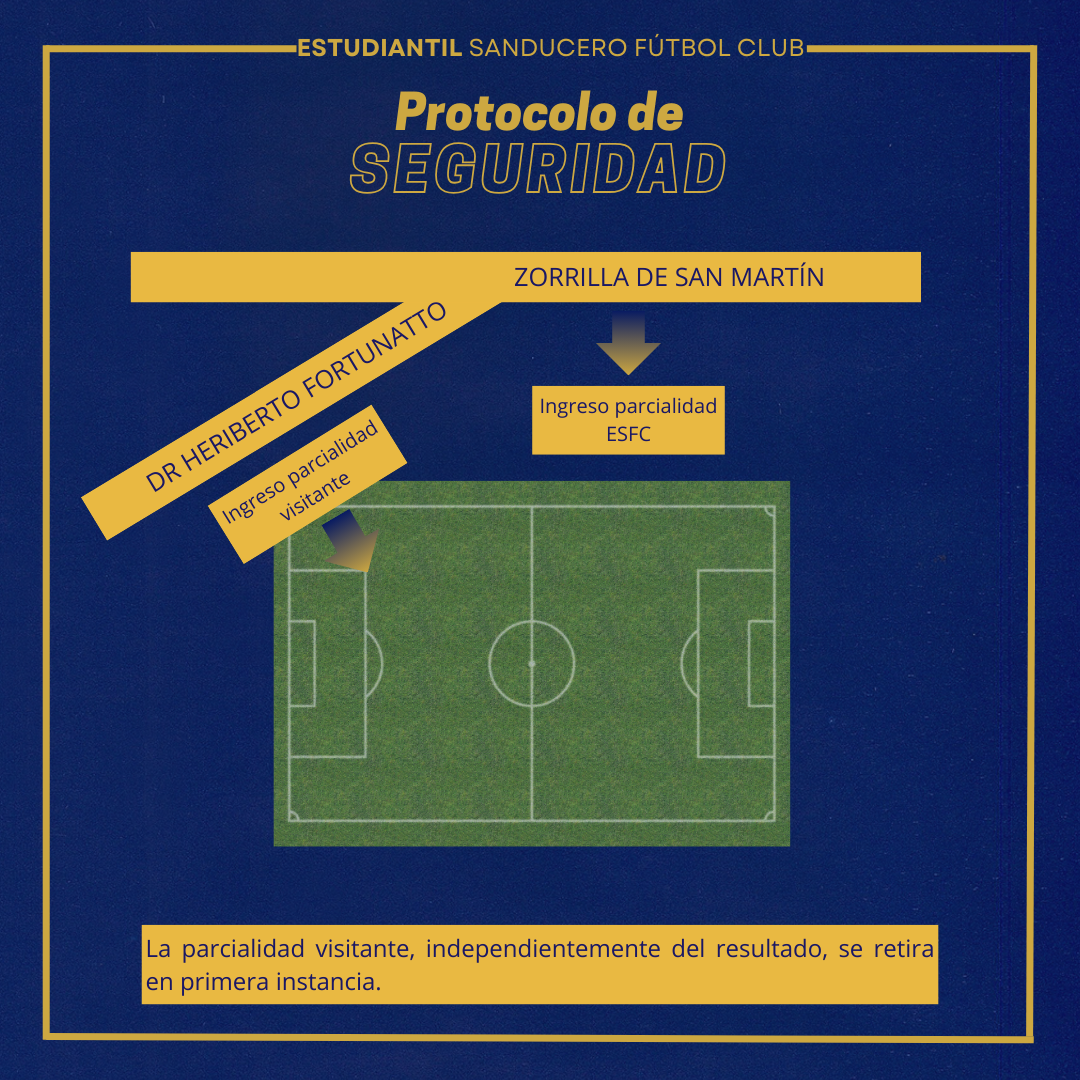 ESTUDIANTIL SANDUCERO FÚTBOL CLUB
Protocolo de
SEGURIDAD
ZORRILLA DE SAN MARTÍN
DR HERIBERTO FORTUNATTO
Ingreso parcialidad
ESFC
Ingreso parcialidad
visitante
La parcialidad visitante, independientemente del resultado, se retira
en primera instancia.